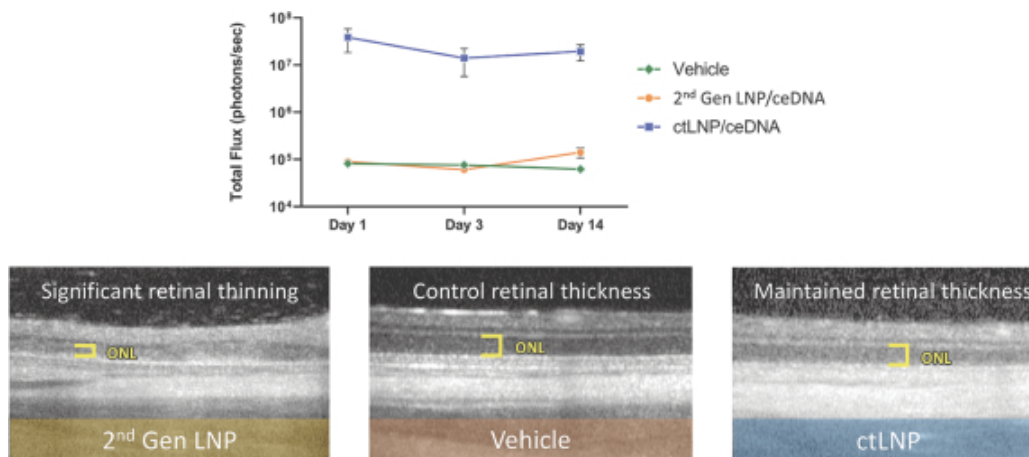 Total Flux (photons/sec)
10⁸
10⁷
10⁶
10⁵
10⁴
Day 1
Day 3
Day 14
Vehicle
2ⁿᵈ Gen LNP/ceDNA
ctLNP/ceDNA
Significant retinal thinning
ONL
2ⁿᵈ Gen LNP
Control retinal thickness
ONL
Vehicle
Maintained retinal thickness
ONL
ctLNP